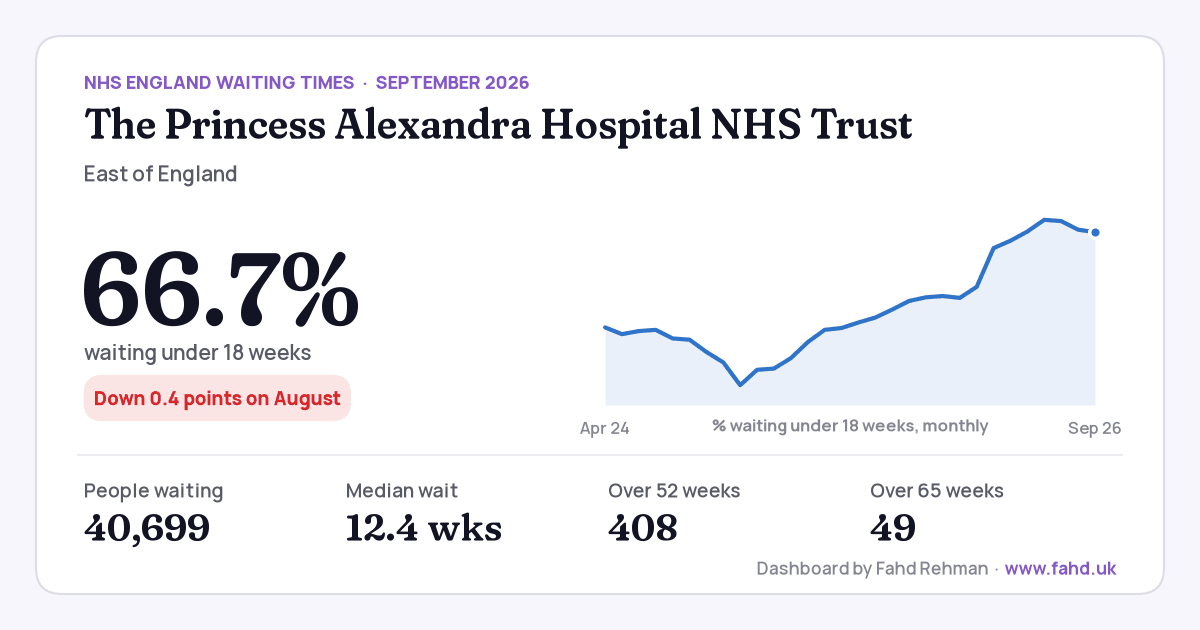 NHS ENGLAND WAITING TIMES · SEPTEMBER 2026
The Princess Alexandra Hospital NHS Trust
East of England
66.7%
waiting under 18 weeks
Down 0.4 points on August
Apr 24
% waiting under 18 weeks, monthly
Sep 26
People waiting
40,699
Median wait
12.4 wks
Over 52 weeks
408
Over 65 weeks
49
Dashboard by Fahd Rehman · www.fahd.uk